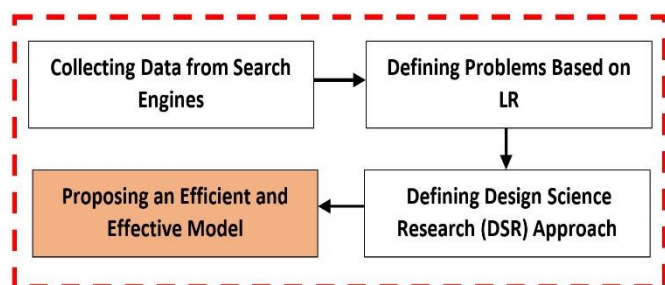 Collecting Data from Search
Engines
Defining Problems Based on
LR
Defining Design Science
Research (DSR) Approach
Proposing an Efficient and
Effective Model